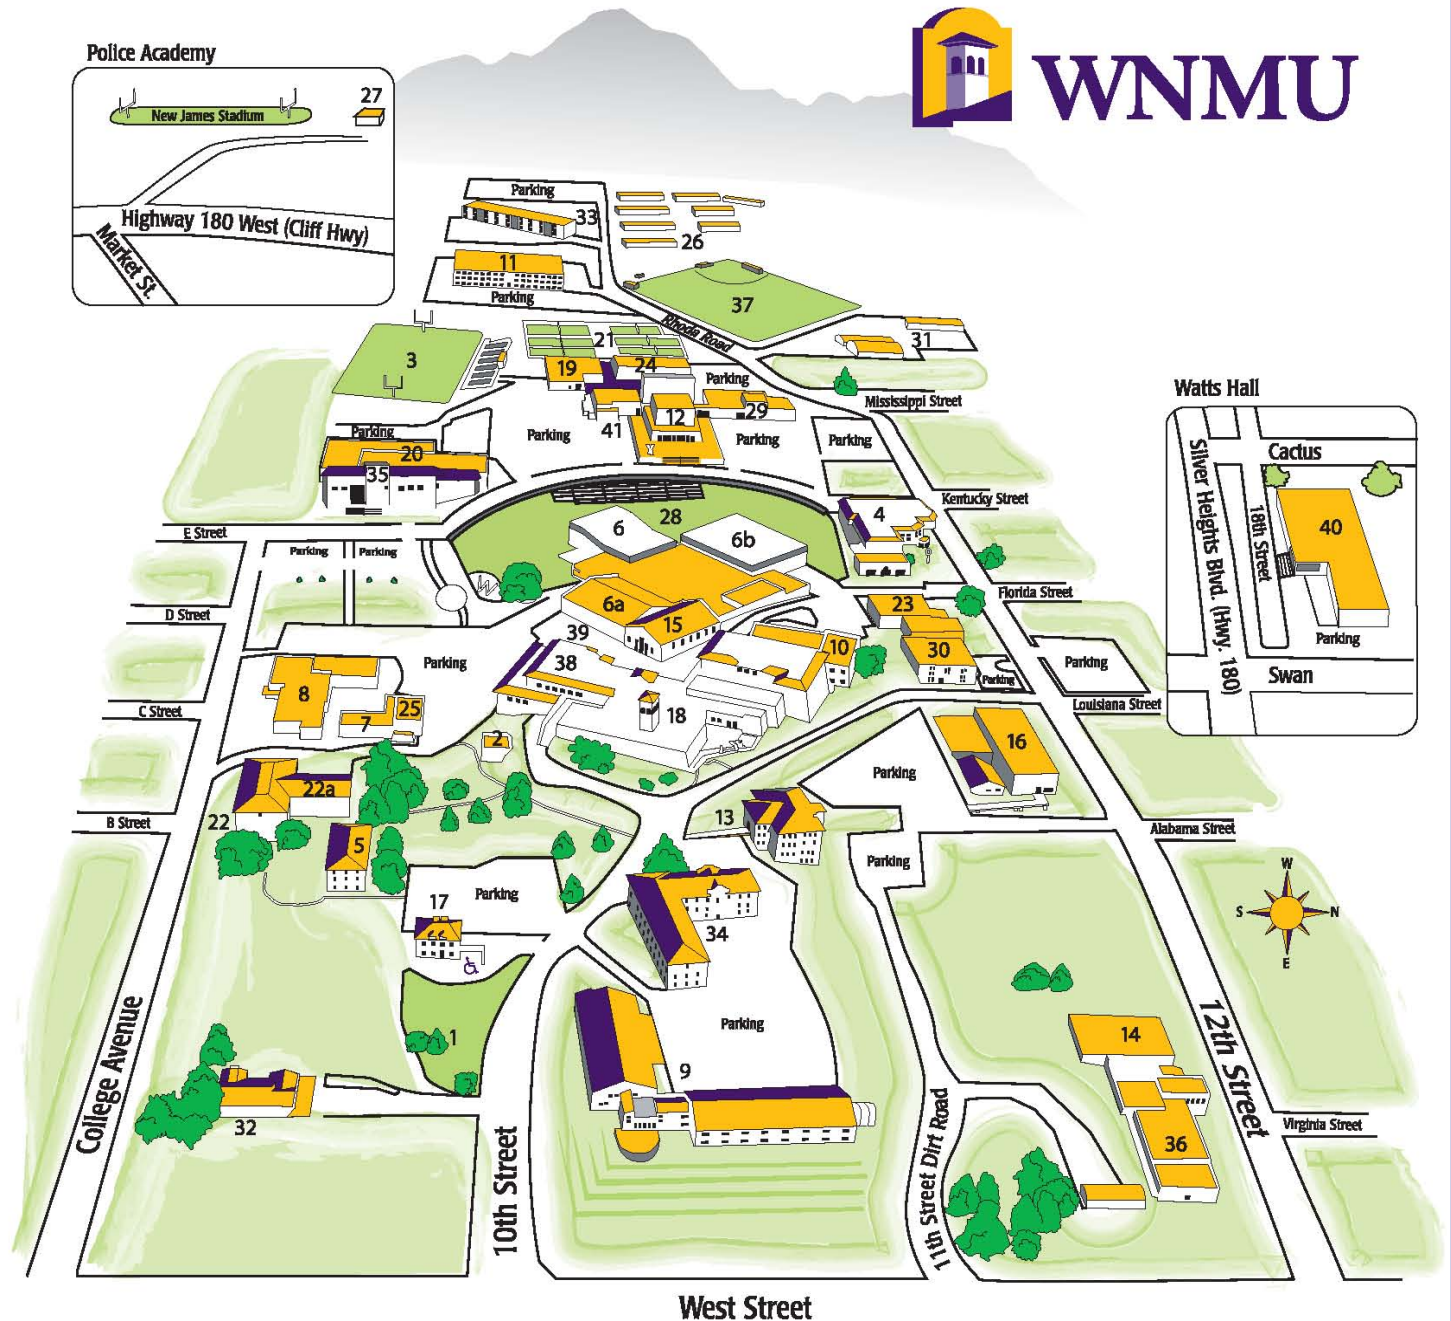 Police Academy
WNMU
27
New James Stadium
Highway 180 West (Cliff Hwy)
Market St.
Parking
33
26
11
Parking
37
Rhoda Road
21
31
3
19
24
Parking
Mississippi Street
Watts Hall
12
29
41
Parking
Parking
Parking
Parking
20
35
Cactus
Silver Heights Blvd. (Hwy. 180)
18th Street
40
Parking
Swan
Kentucky Street
28
4
6
6b
E Street
Parking
Parking
Florida Street
6a
23
D Street
15
39
10
30
38
Parking
Parking
Parking
8
25
7
C Street
18
Louisiana Street
2
16
Parking
22a
22
13
B Street
Alabama Street
5
Parking
Parking
17
W
S
N
E
34
College Avenue
1
Parking
12th Street
14
9
32
10th Street
11th Street Dirt Road
Virginia Street
36
West Street